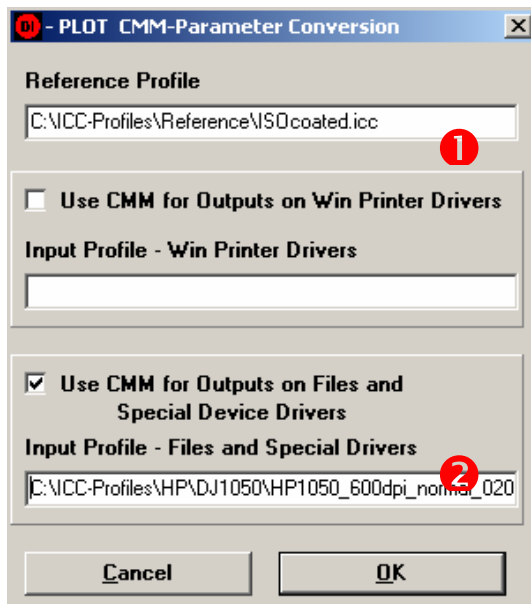 DI - PLOT CMM-Parameter Conversion
Reference Profile
C:\ICC-Profiles\Reference\ISOcoated.icc
1
Use CMM for Outputs on Win Printer Drivers
Input Profile - Win Printer Drivers
Use CMM for Outputs on Files and
Special Device Drivers
Input Profile - Files and Special Drivers
2
C:\ICC-Profiles\HP\DJ1050\HP1050_600dpi_normal_020
Cancel OK